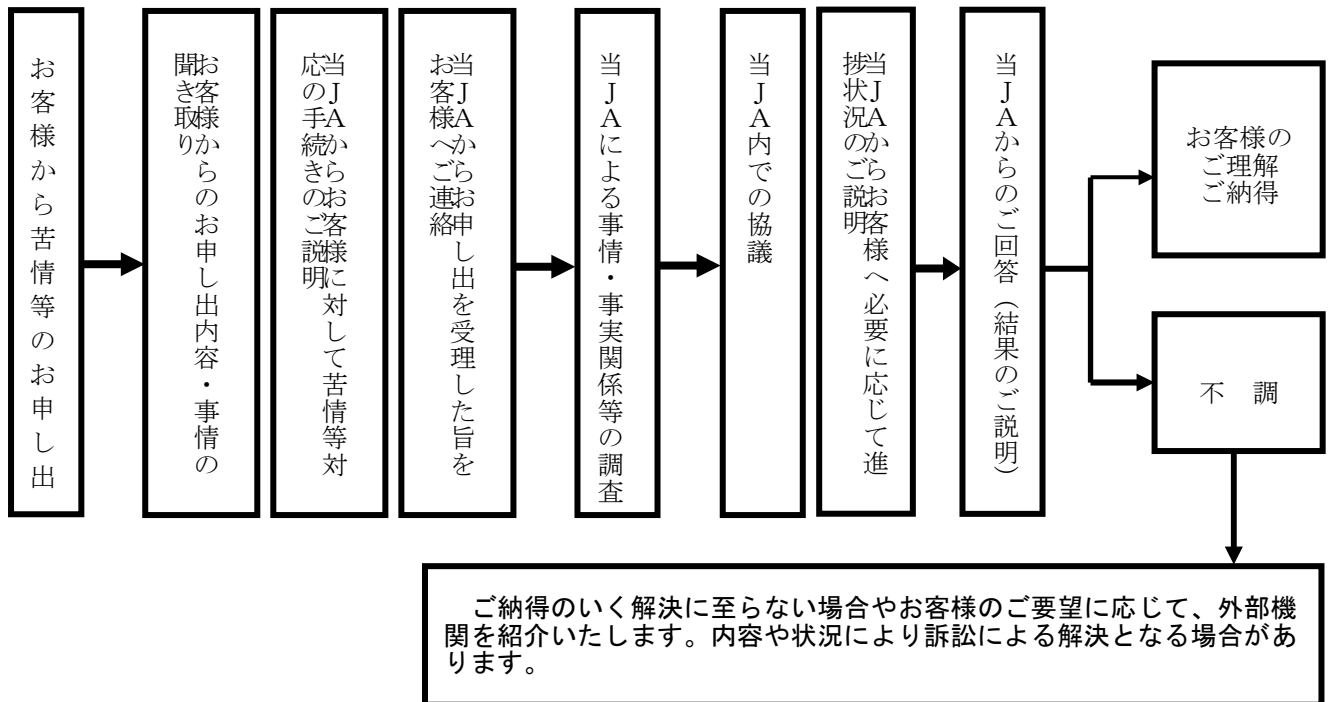 お客様から苦情等のお申し出
お客様からのお申し出内容・事情の
聞き取り
当ＪＡからお客様に対して苦情等対
応の手続きのご説明
当ＪＡからお申し出を受理した旨を
お客様へご連絡
当ＪＡによる事情・事実関係等の調査
当ＪＡ内での協議
当ＪＡからお客様へ必要に応じて進
捗状況のご説明
当ＪＡからのご回答（結果のご説明）
お客様の
ご理解
ご納得
不　調
ご納得のいく解決に至らない場合やお客様のご要望に応じて、外部機
関を紹介いたします。内容や状況により訴訟による解決となる場合があ
ります。